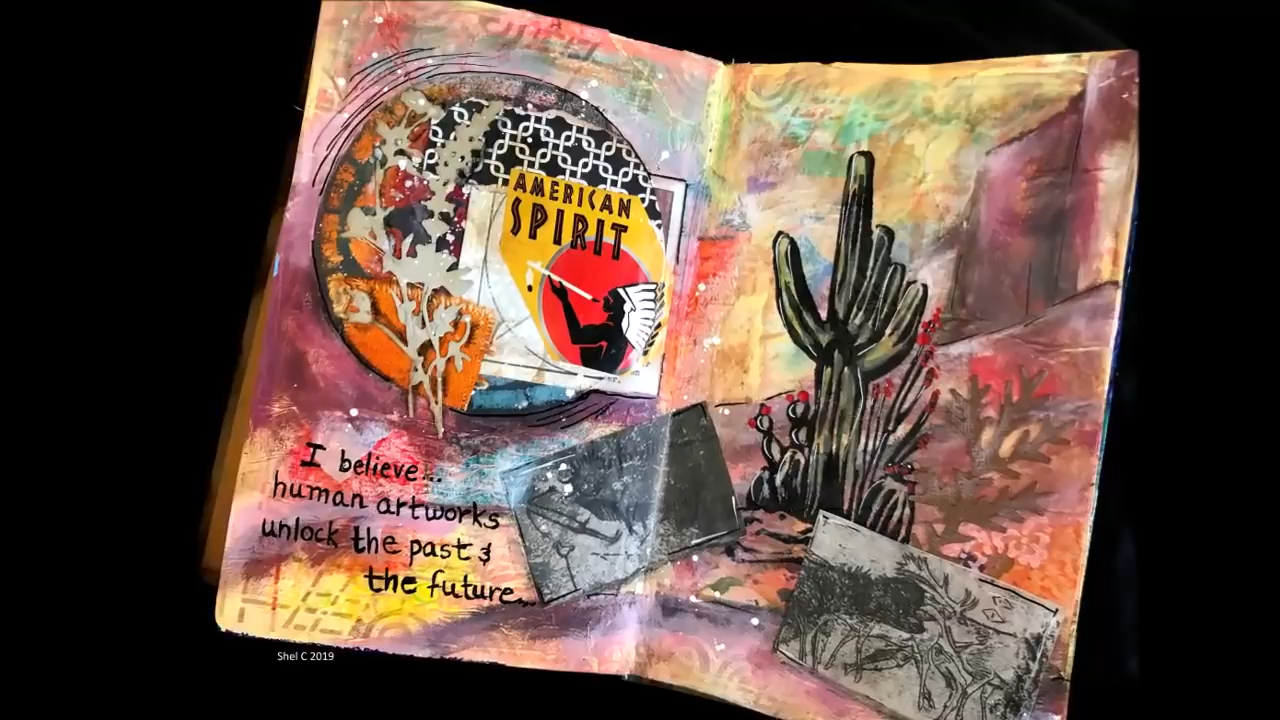 AMERICAN
SPIRIT
I believe...
human artworks
unlock the past &
the future...
Shel C 2019